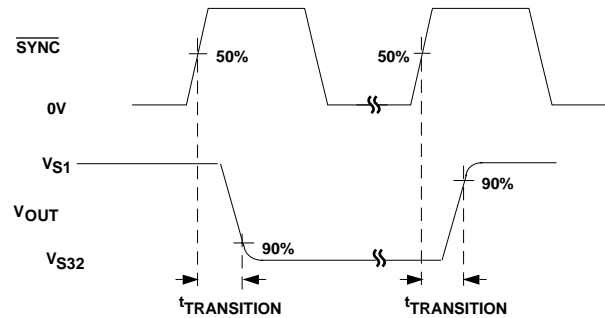 SYNC
50%
50%
0V
VS1
90%
VOUT
90%
VS32
tTRANSITION
tTRANSITION